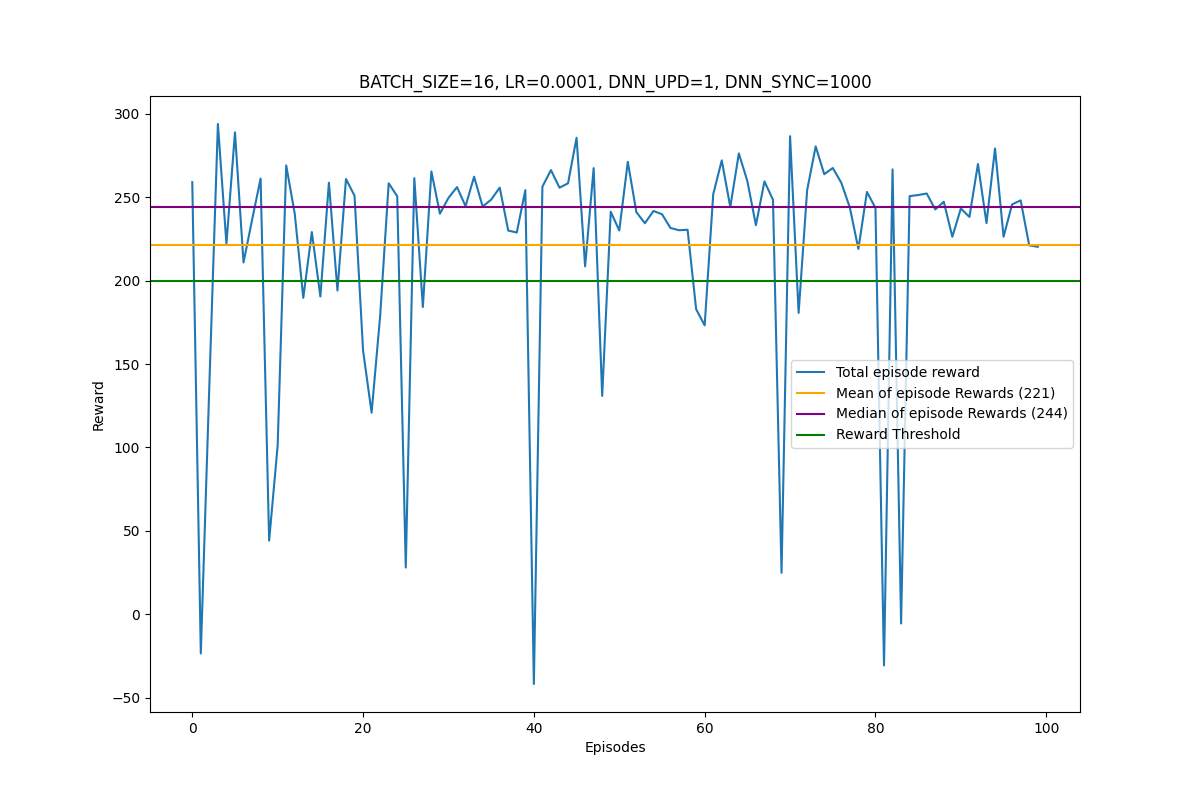 BATCH_SIZE=16, LR=0.0001, DNN_UPD=1, DNN_SYNC=1000
300
250
200
150
100
50
0
−50
Reward
Total episode reward
Mean of episode Rewards (221)
Median of episode Rewards (244)
Reward Threshold
0 20 40 60 80 100
Episodes